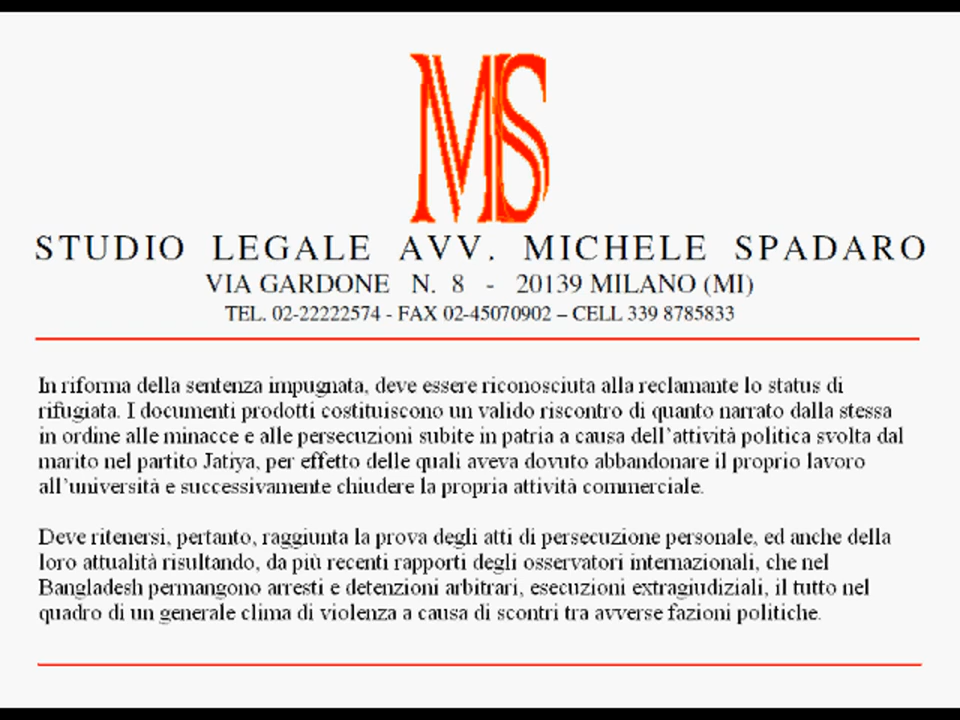 MS
STUDIO LEGALE AVV. MICHELE SPADARO
VIA GARDONE N. 8 - 20139 MILANO (MI)
TEL. 02-22222574 - FAX 02-45070902 – CELL 339 8785833
In riforma della sentenza impugnata, deve essere riconosciuta alla reclamante lo status di
rifugiata. I documenti prodotti costituiscono un valido riscontro di quanto narrato dalla stessa
in ordine alle minacce e alle persecuzioni subite in patria a causa dell’attività politica svolta dal
marito nel partito Jatiya, per effetto delle quali aveva dovuto abbandonare il proprio lavoro
all’università e successivamente chiudere la propria attività commerciale.
Deve ritenersi, pertanto, raggiunta la prova degli atti di persecuzione personale, ed anche della
loro attualità risultando, da più recenti rapporti degli osservatori internazionali, che nel
Bangladesh permangono arresti e detenzioni arbitrari, esecuzioni extragiudiziali, il tutto nel
quadro di un generale clima di violenza a causa di scontri tra avverse fazioni politiche.